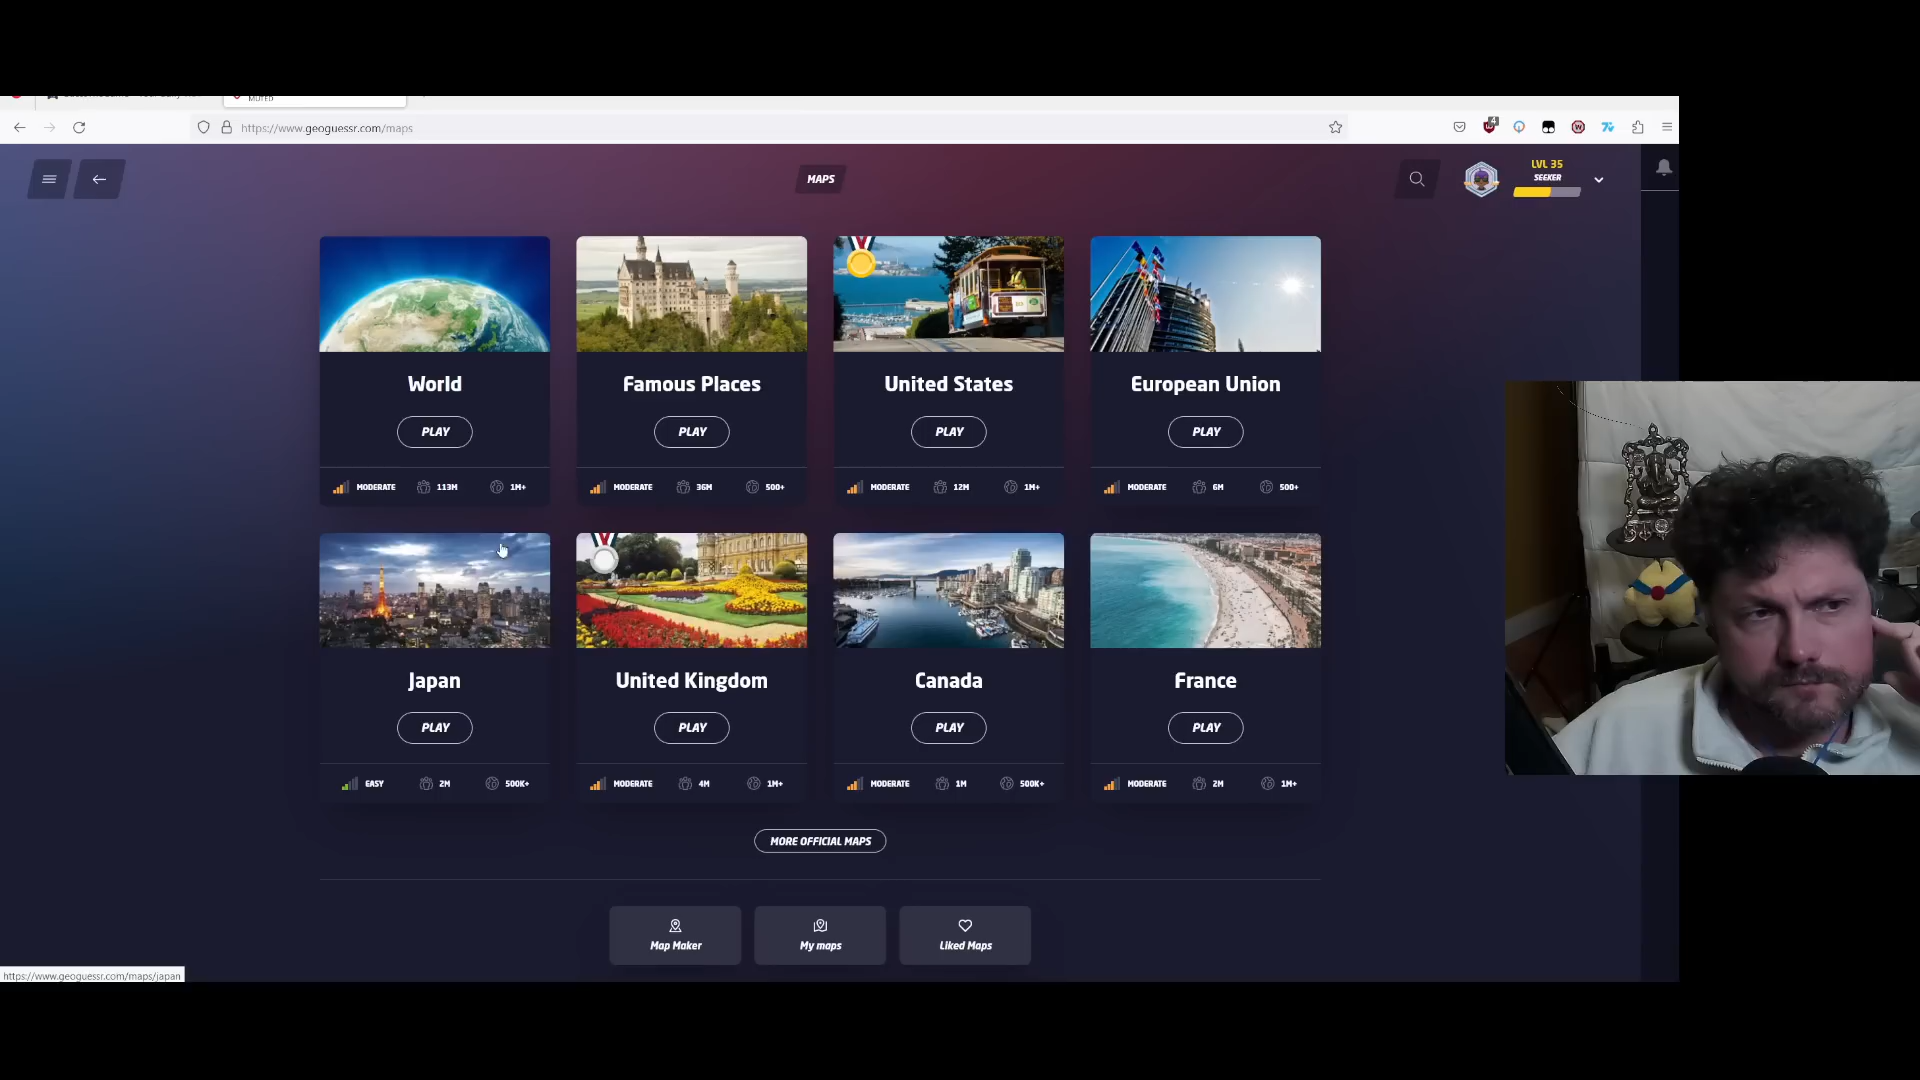 MUTED
https://www.geoguessr.com/maps
4
MAPS
LVL 35
SEEKER
World
PLAY
MODERATE 113M 1M+
Famous Places
PLAY
MODERATE 36M 500+
United States
PLAY
MODERATE 12M 1M+
European Union
PLAY
MODERATE 6M 500+
Japan
PLAY
EASY 2M 500K+
United Kingdom
PLAY
MODERATE 4M 1M+
Canada
PLAY
MODERATE 1M 500K+
France
PLAY
MODERATE 2M 1M+
MORE OFFICIAL MAPS
Map Maker
My maps
Liked Maps
https://www.geoguessr.com/maps/japan